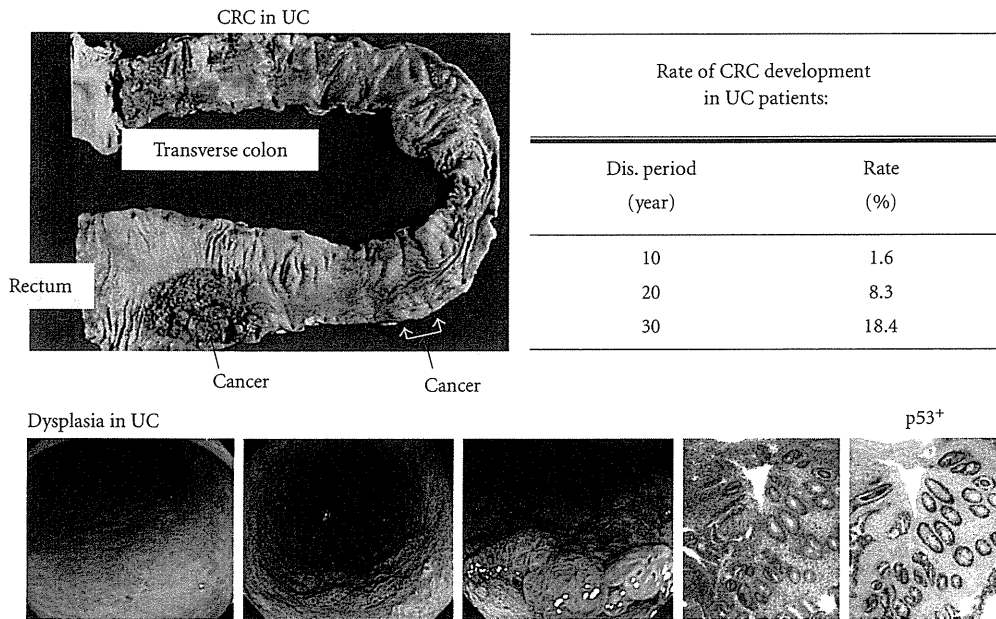 CRC in UC
Transverse colon
Rectum
Cancer
Cancer
Rate of CRC development
in UC patients:
Dis. period
(year)
Rate
(%)
10 1.6
20 8.3
30 18.4
Dysplasia in UC
p53+